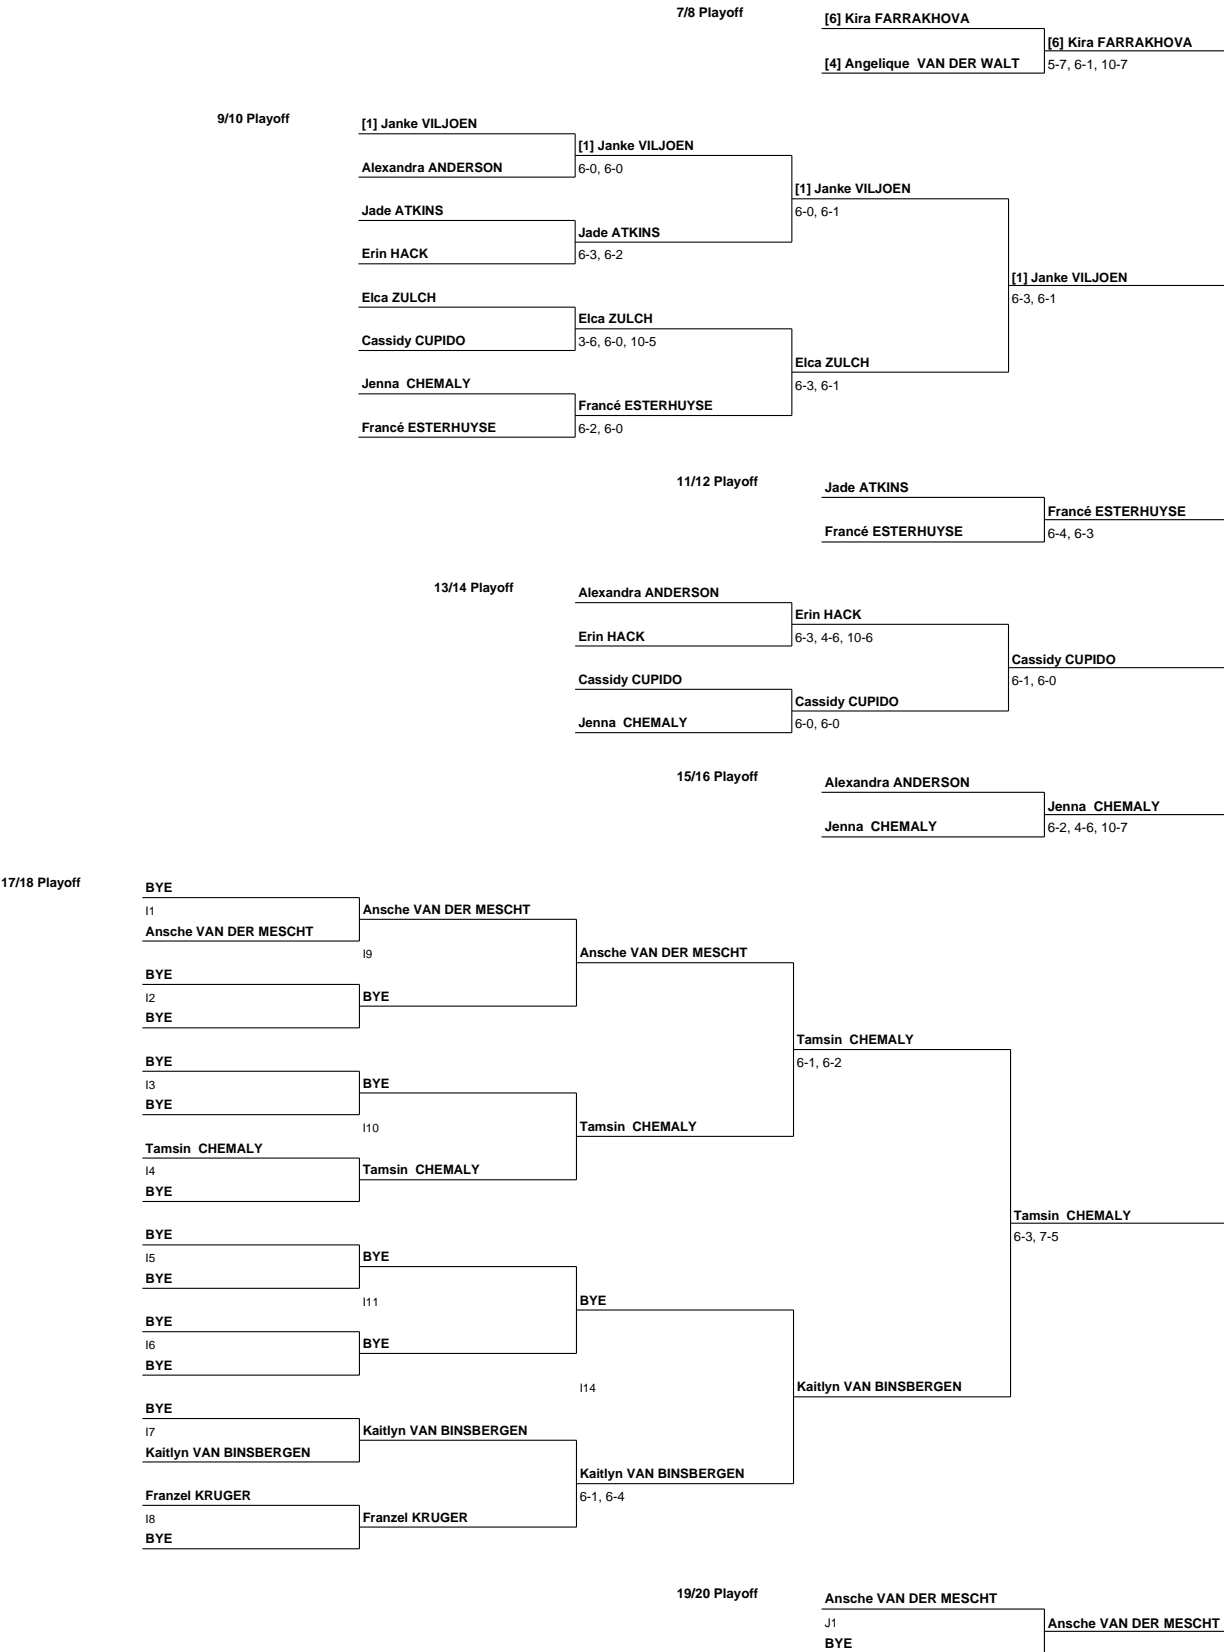 7/8 Playoff
[6] Kira FARRAKHOVA
[6] Kira FARRAKHOVA
[4] Angelique  VAN DER WALT
5-7, 6-1, 10-7
9/10 Playoff
[1] Janke VILJOEN
[1] Janke VILJOEN
Alexandra ANDERSON
6-0, 6-0
[1] Janke VILJOEN
Jade ATKINS
6-0, 6-1
Jade ATKINS
Erin HACK
6-3, 6-2
[1] Janke VILJOEN
Elca ZULCH
6-3, 6-1
Elca ZULCH
Cassidy CUPIDO
3-6, 6-0, 10-5
Elca ZULCH
Jenna  CHEMALY
6-3, 6-1
Francé ESTERHUYSE
Francé ESTERHUYSE
6-2, 6-0
11/12 Playoff
Jade ATKINS
Francé ESTERHUYSE
Francé ESTERHUYSE
6-4, 6-3
13/14 Playoff
Alexandra ANDERSON
Erin HACK
Erin HACK
6-3, 4-6, 10-6
Cassidy CUPIDO
Cassidy CUPIDO
6-1, 6-0
Cassidy CUPIDO
Jenna  CHEMALY
6-0, 6-0
15/16 Playoff
Alexandra ANDERSON
Jenna  CHEMALY
Jenna  CHEMALY
6-2, 4-6, 10-7
17/18 Playoff
BYE
I1
Ansche VAN DER MESCHT
Ansche VAN DER MESCHT
I9
Ansche VAN DER MESCHT
BYE
I2
BYE
BYE
Tamsin  CHEMALY
BYE
6-1, 6-2
I3
BYE
BYE
I10
Tamsin  CHEMALY
Tamsin  CHEMALY
I4
Tamsin  CHEMALY
BYE
Tamsin  CHEMALY
BYE
6-3, 7-5
I5
BYE
BYE
I11
BYE
BYE
I6
BYE
BYE
I14
Kaitlyn VAN BINSBERGEN
BYE
I7
Kaitlyn VAN BINSBERGEN
Kaitlyn VAN BINSBERGEN
Kaitlyn VAN BINSBERGEN
Franzel KRUGER
6-1, 6-4
I8
Franzel KRUGER
BYE
19/20 Playoff
Ansche VAN DER MESCHT
J1
Ansche VAN DER MESCHT
BYE